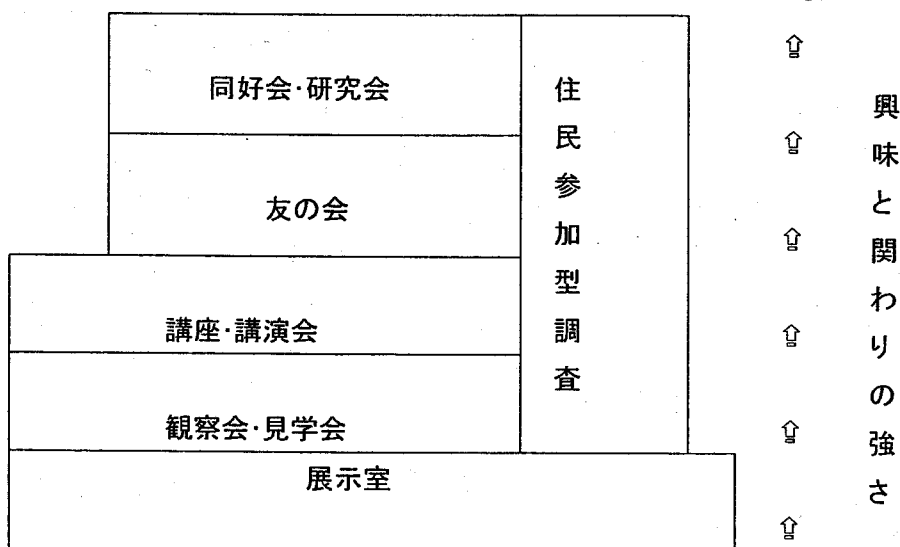 同好会･研究会
友の会
講座･講演会
観察会･見学会
展示室
住民参加型調査
興味と関わりの強さ